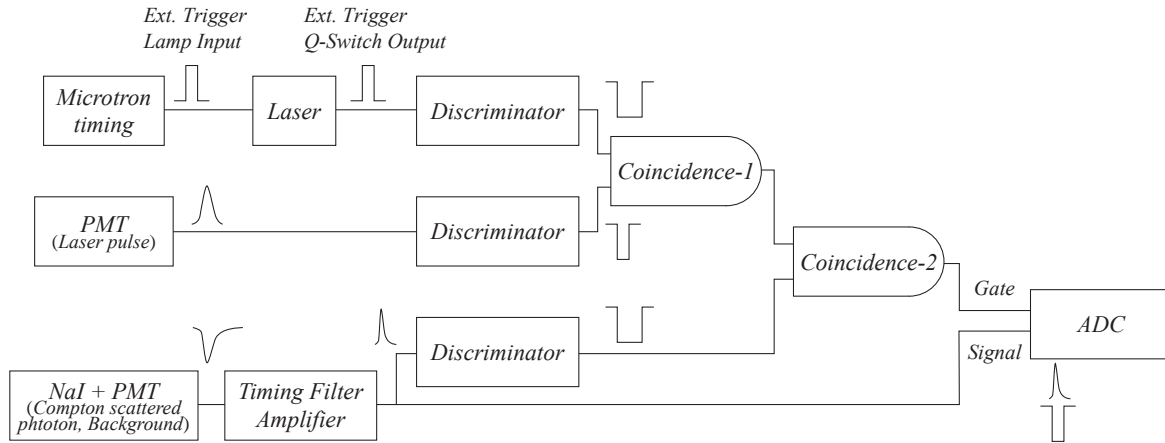 Ext. Trigger
Lamp Input
Ext. Trigger
Q-Switch Output
Microtron
timing
Laser
Discriminator
Coincidence-1
PMT
(Laser pulse)
Discriminator
Coincidence-2
Gate
ADC
Signal
Discriminator
NaI + PMT
(Compton scattered
phtoton, Background)
Timing Filter
Amplifier